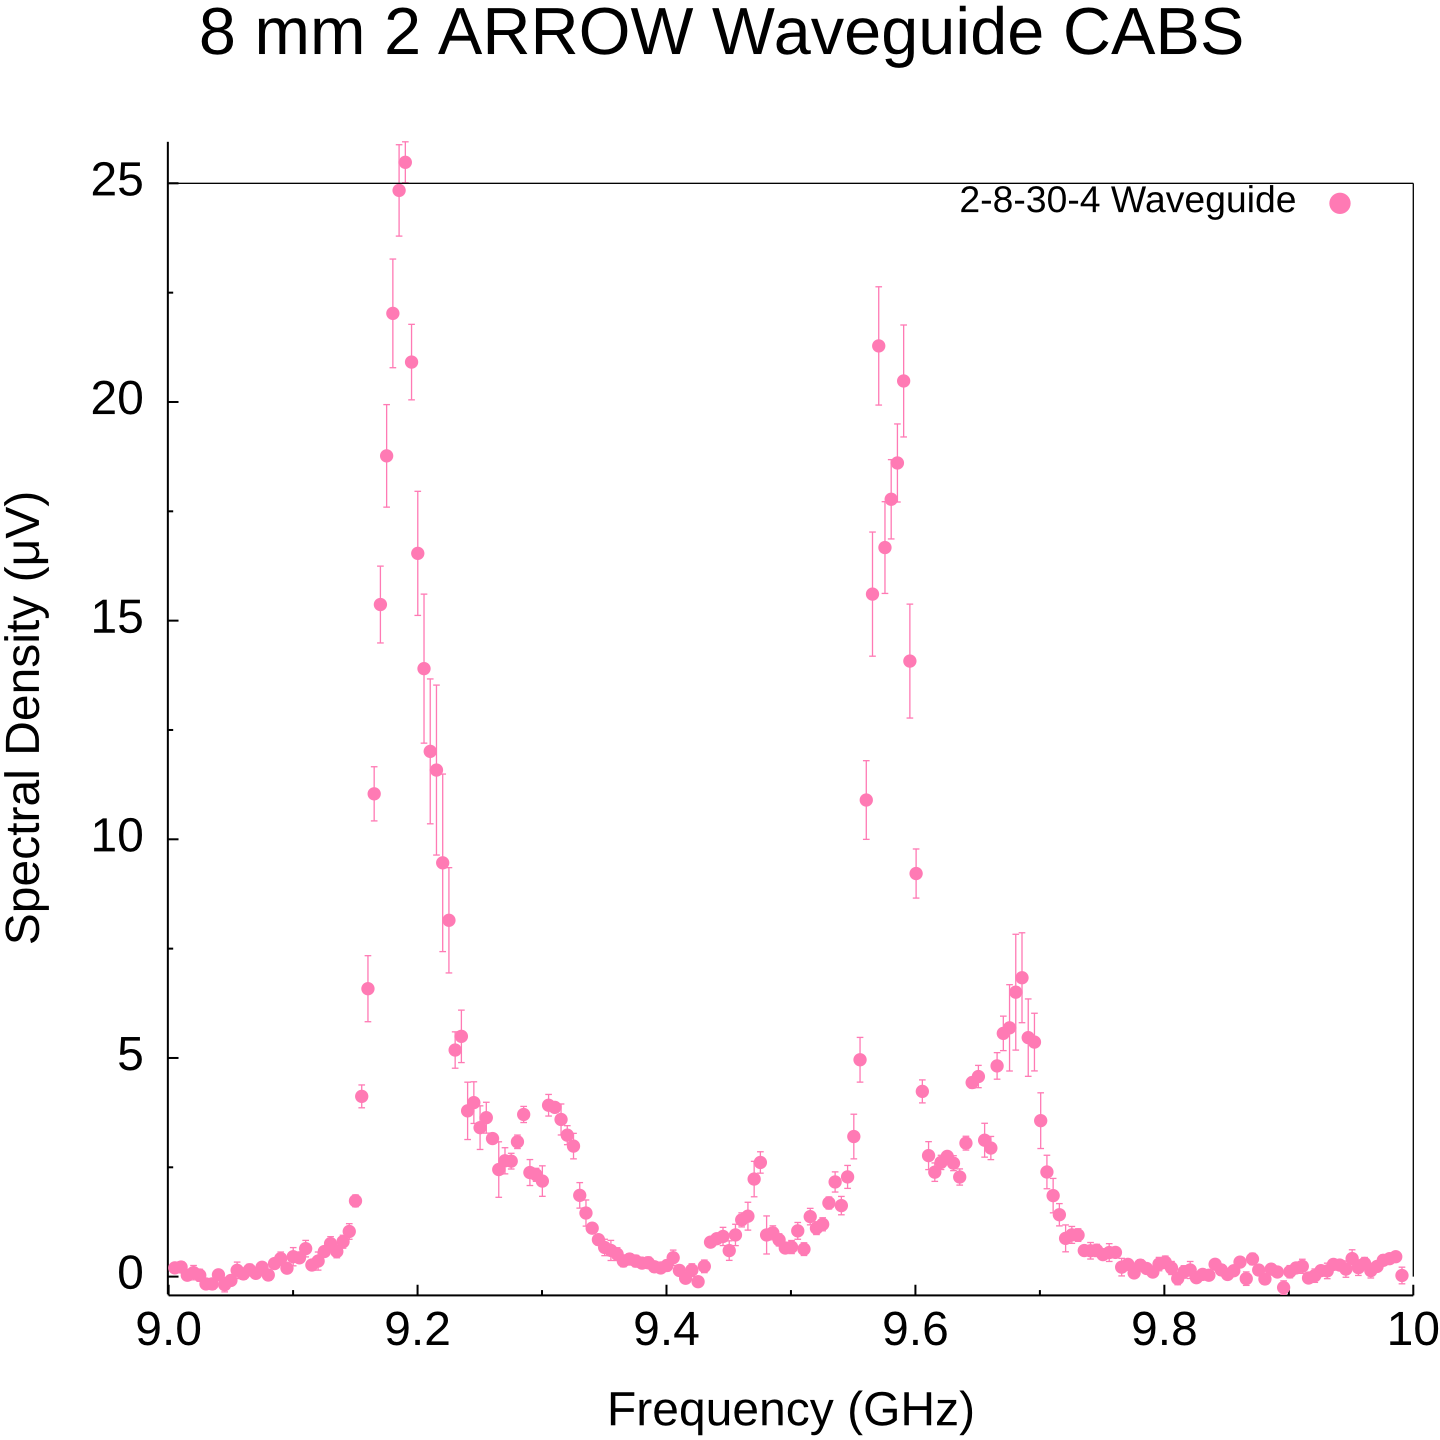 8 mm 2 ARROW Waveguide CABS
2-8-30-4 Waveguide
Spectral Density (μV)
25
20
15
10
5
0
9.0 9.2 9.4 9.6 9.8 10
Frequency (GHz)